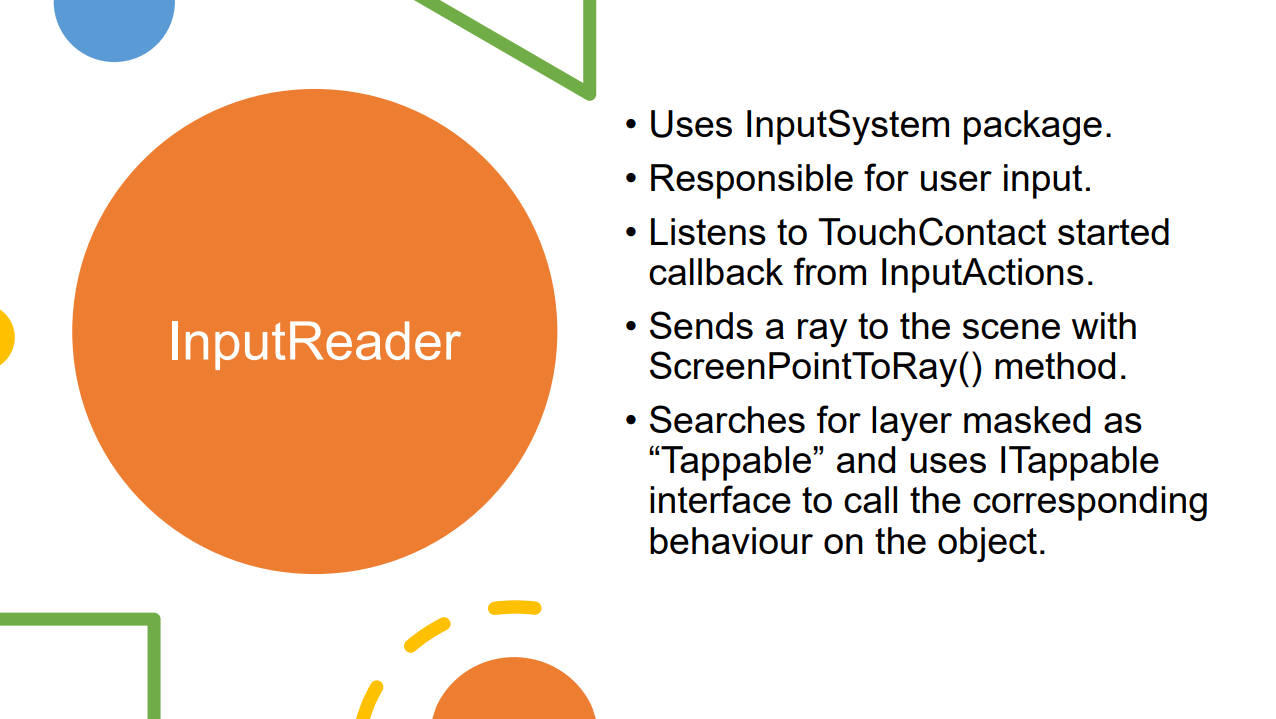 InputReader
• Uses InputSystem package.
• Responsible for user input.
• Listens to TouchContact started
callback from InputActions.
• Sends a ray to the scene with
ScreenPointToRay() method.
• Searches for layer masked as
“Tappable” and uses ITappable
interface to call the corresponding
behaviour on the object.